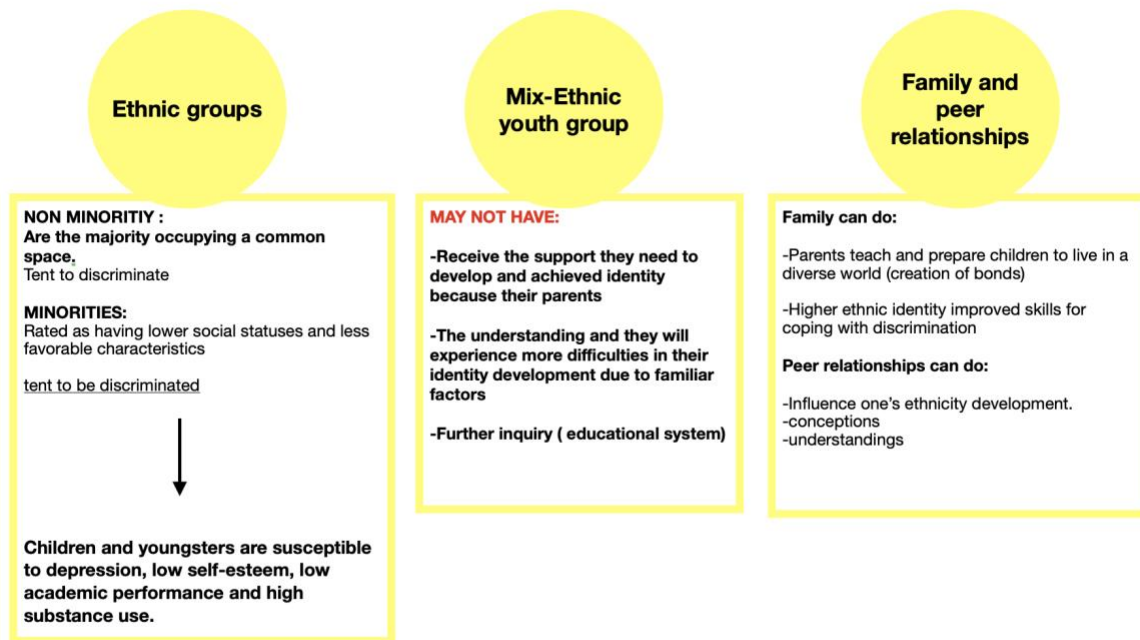 Ethnic groups
NON MINORITIY :
Are the majority occupying a common
space.
Tent to discriminate
MINORITIES:
Rated as having lower social statuses and less
favorable characteristics
tent to be discriminated
Children and youngsters are susceptible
to depression, low self-esteem, low
academic performance and high
substance use.
Mix-Ethnic
youth group
MAY NOT HAVE:
-Receive the support they need to
develop and achieved identity
because their parents
-The understanding and they will
experience more difficulties in their
identity development due to familiar
factors
-Further inquiry ( educational system)
Family and
peer
relationships
Family can do:
-Parents teach and prepare children to live in a
diverse world (creation of bonds)
-Higher ethnic identity improved skills for
coping with discrimination
Peer relationships can do:
-Influence one’s ethnicity development.
-conceptions
-understandings